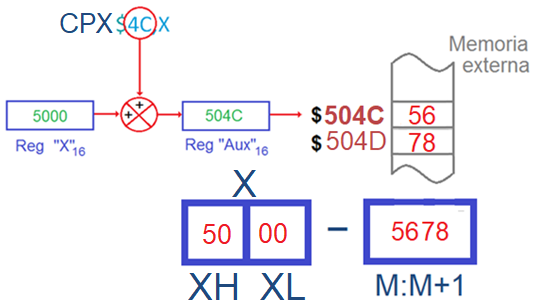 CPX $4C,X
Memoria
externa
+
+
5000
504C
$504C
56
Reg "X"16
Reg "Aux"16
$504D
78
X
50
00
−
5678
XH
XL
M:M+1